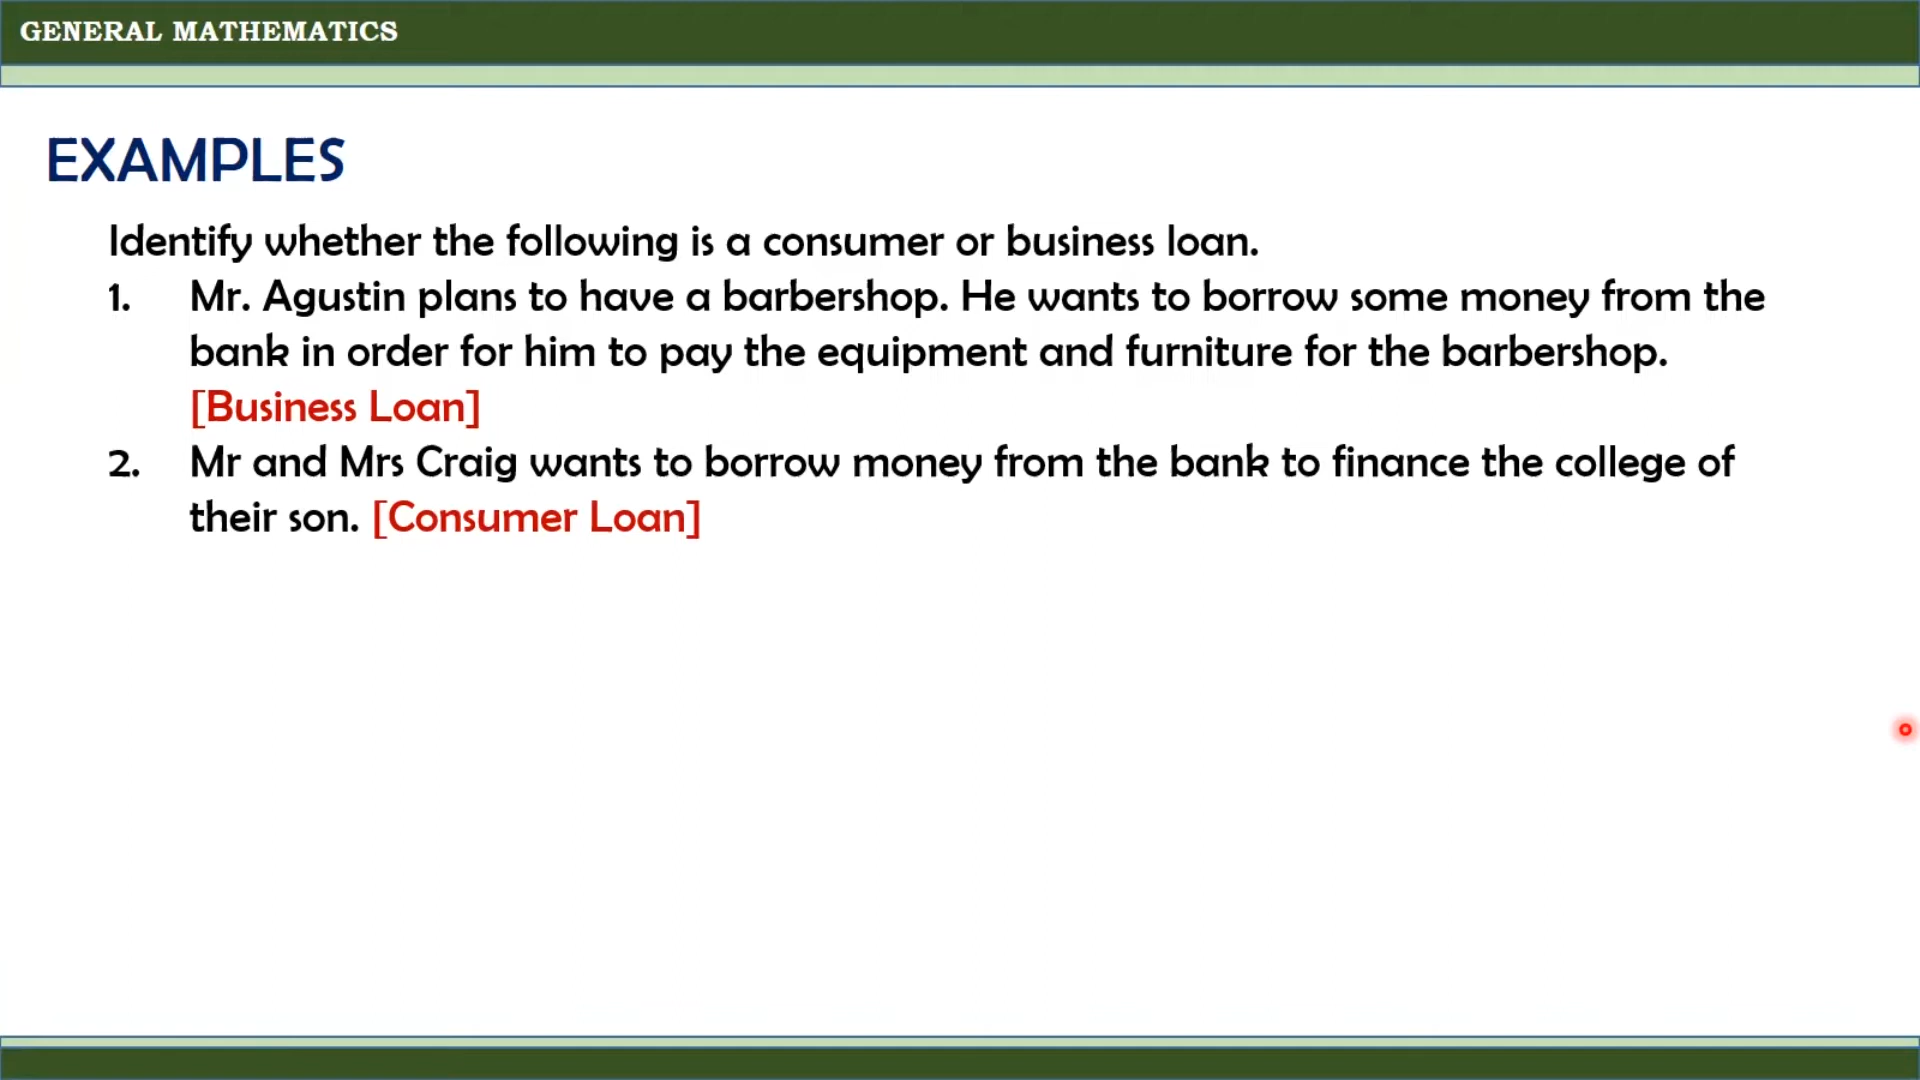 GENERAL MATHEMATICS
EXAMPLES
Identify whether the following is a consumer or business loan.
1. Mr. Agustin plans to have a barbershop. He wants to borrow some money from the
bank in order for him to pay the equipment and furniture for the barbershop.
[Business Loan]
2. Mr and Mrs Craig wants to borrow money from the bank to finance the college of
their son. [Consumer Loan]